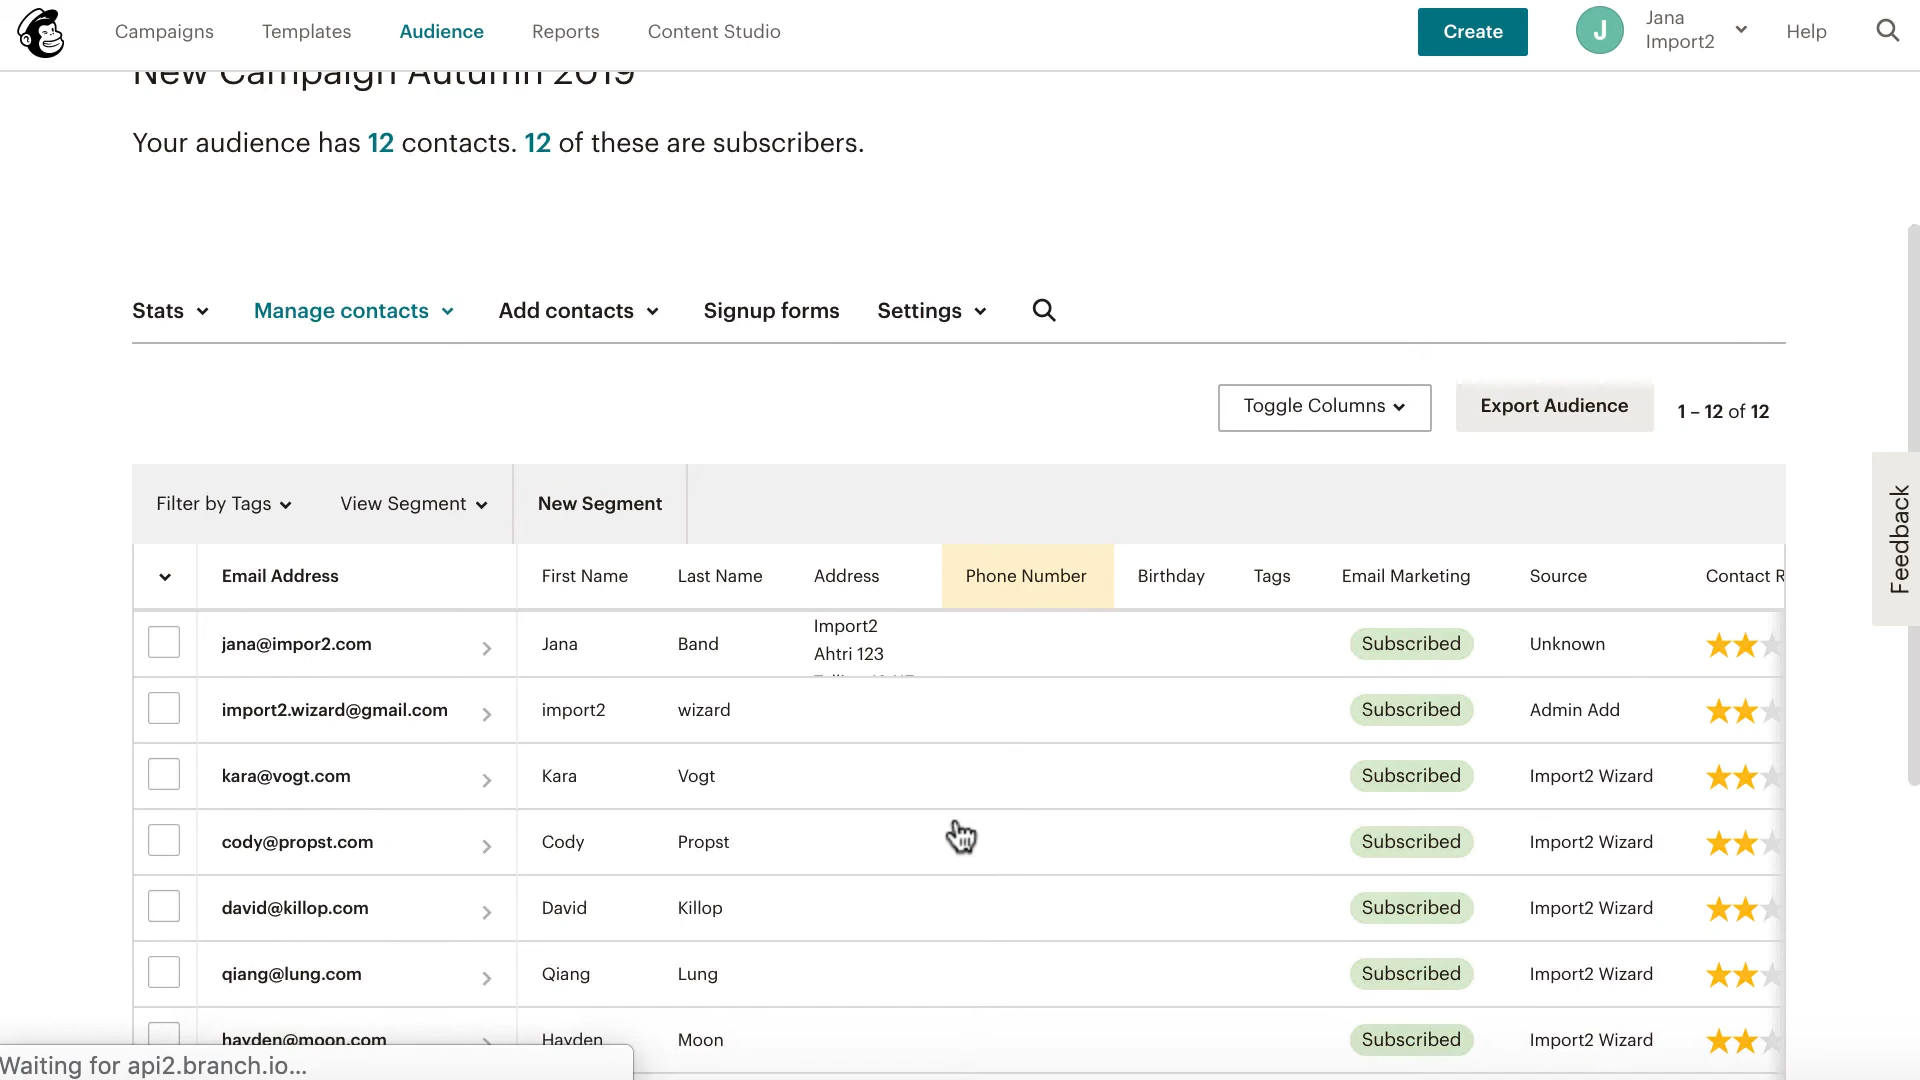 Campaigns Templates Audience Reports Content Studio Create J Jana Import2 Help
New Campaign Autumn 2019
Your audience has 12 contacts. 12 of these are subscribers.
Stats Manage contacts Add contacts Signup forms Settings
Toggle Columns Export Audience 1 – 12 of 12
Feedback
Filter by Tags View Segment New Segment
Email Address First Name Last Name Address Phone Number Birthday Tags Email Marketing Source Contact R
jana@impor2.com Jana Band Import2 Ahtri 123 Subscribed Unknown
import2.wizard@gmail.com import2 wizard Subscribed Admin Add
kara@vogt.com Kara Vogt Subscribed Import2 Wizard
cody@propst.com Cody Propst Subscribed Import2 Wizard
david@killop.com David Killop Subscribed Import2 Wizard
qiang@lung.com Qiang Lung Subscribed Import2 Wizard
hayden@moon.com Hayden Moon Subscribed Import2 Wizard
Waiting for api2.branch.io...